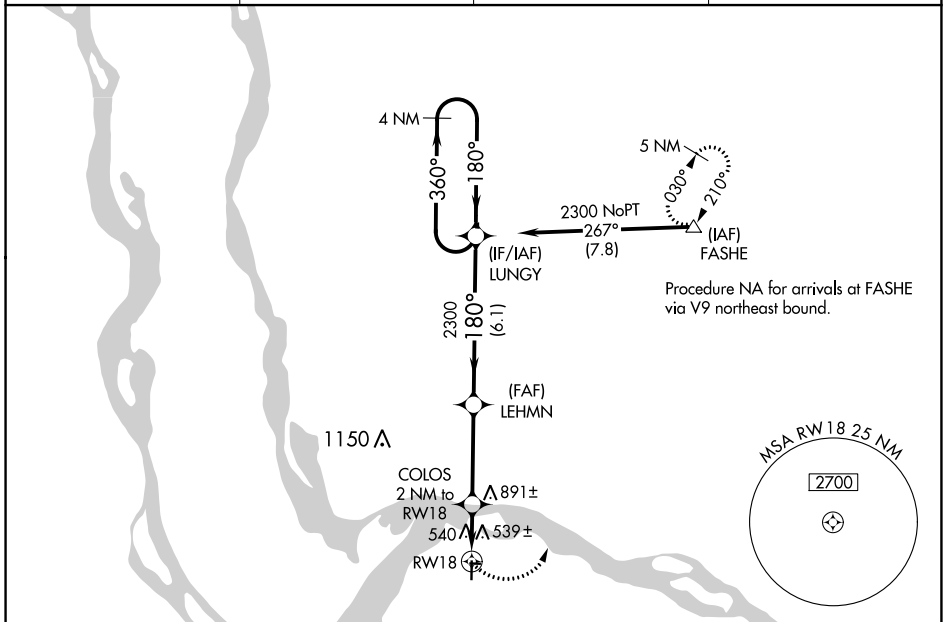 4 NM
360°
180°
5 NM
030°
210°
2300 NoPT
267°
(7.8)
(IAF)
FASHE
(IF/IAF)
LUNGY
Procedure NA for arrivals at FASHE
via V9 northeast bound.
2300
180°
(6.1)
(FAF)
LEHMN
1150
COLOS
2 NM to
RW18
891±
540
539±
RW18
MSA RW18 25 NM
2700